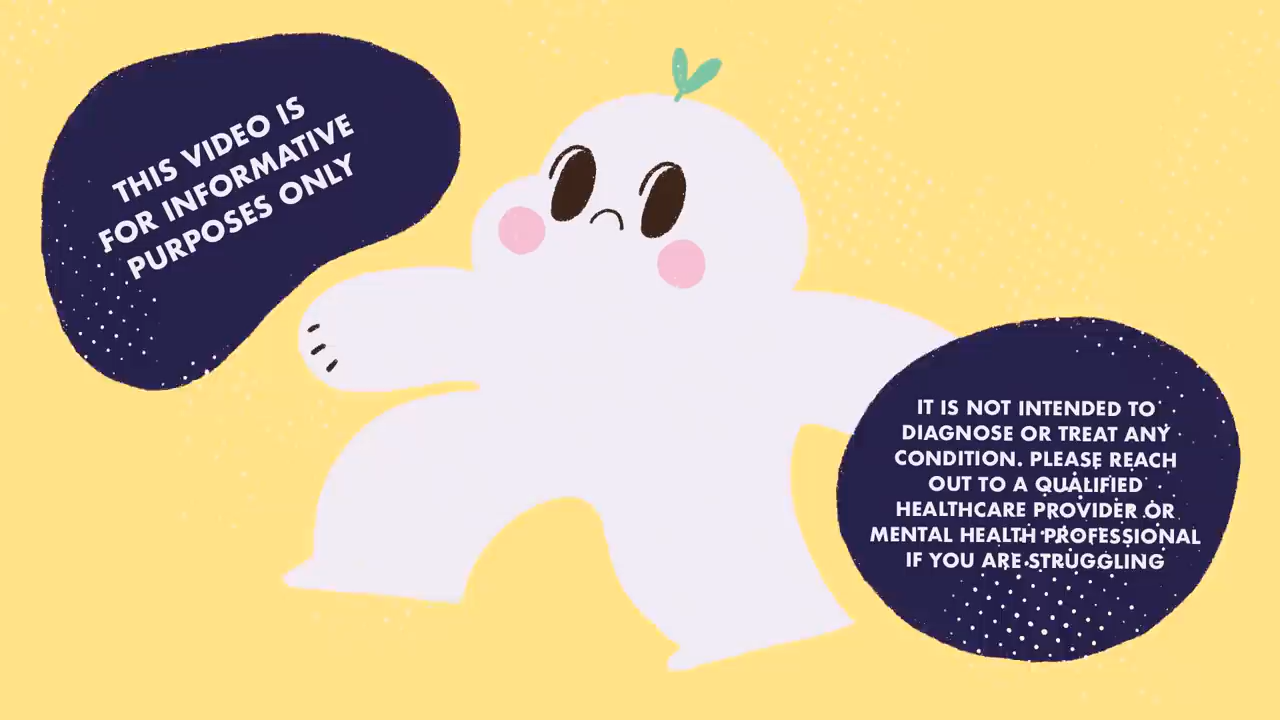 THIS VIDEO IS
FOR INFORMATIVE
PURPOSES ONLY
IT IS NOT INTENDED TO
DIAGNOSE OR TREAT ANY
CONDITION. PLEASE REACH
OUT TO A QUALIFIED
HEALTHCARE PROVIDER OR
MENTAL HEALTH PROFESSIONAL
IF YOU ARE STRUGGLING